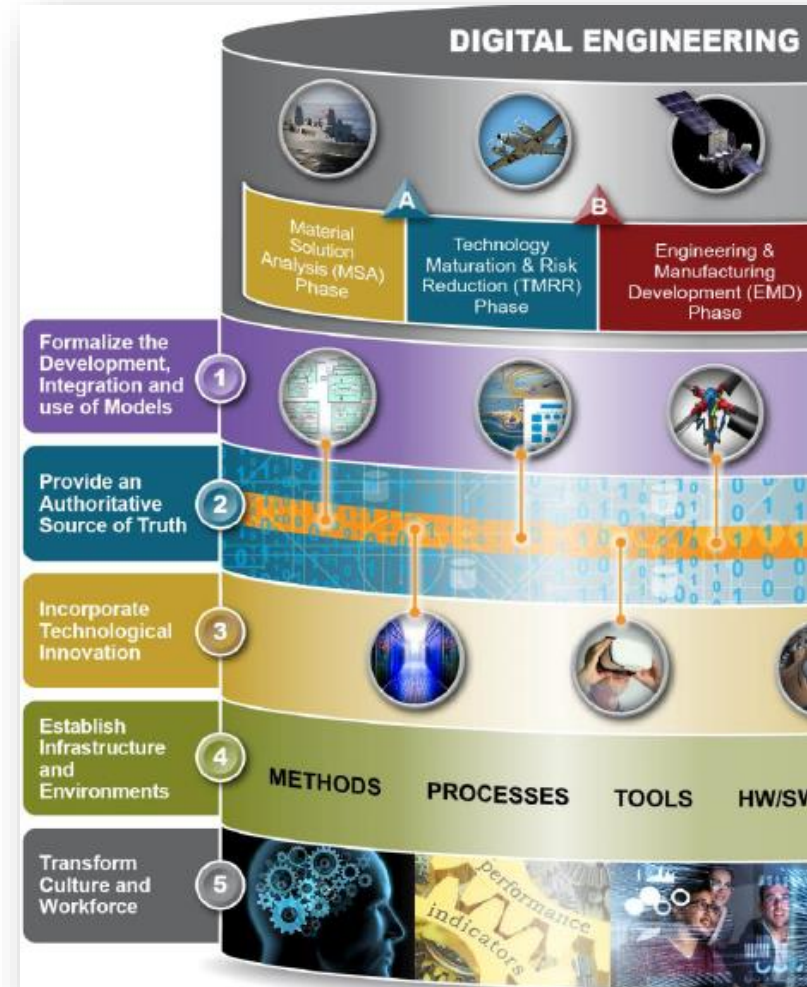 DIGITAL ENGINEERING
A
B
Material
Solution
Analysis (MSA)
Phase
Technology
Maturation & Risk
Reduction (TMRR)
Phase
Engineering &
Manufacturing
Development (EMD)
Phase
Formalize the
Development,
Integration and
use of Models
1
Provide an
Authoritative
Source of Truth
2
Incorporate
Technological
Innovation
3
Establish
Infrastructure
and
Environments
4
METHODS
PROCESSES
TOOLS
HW/SW
Transform
Culture and
Workforce
5
performance
indicators